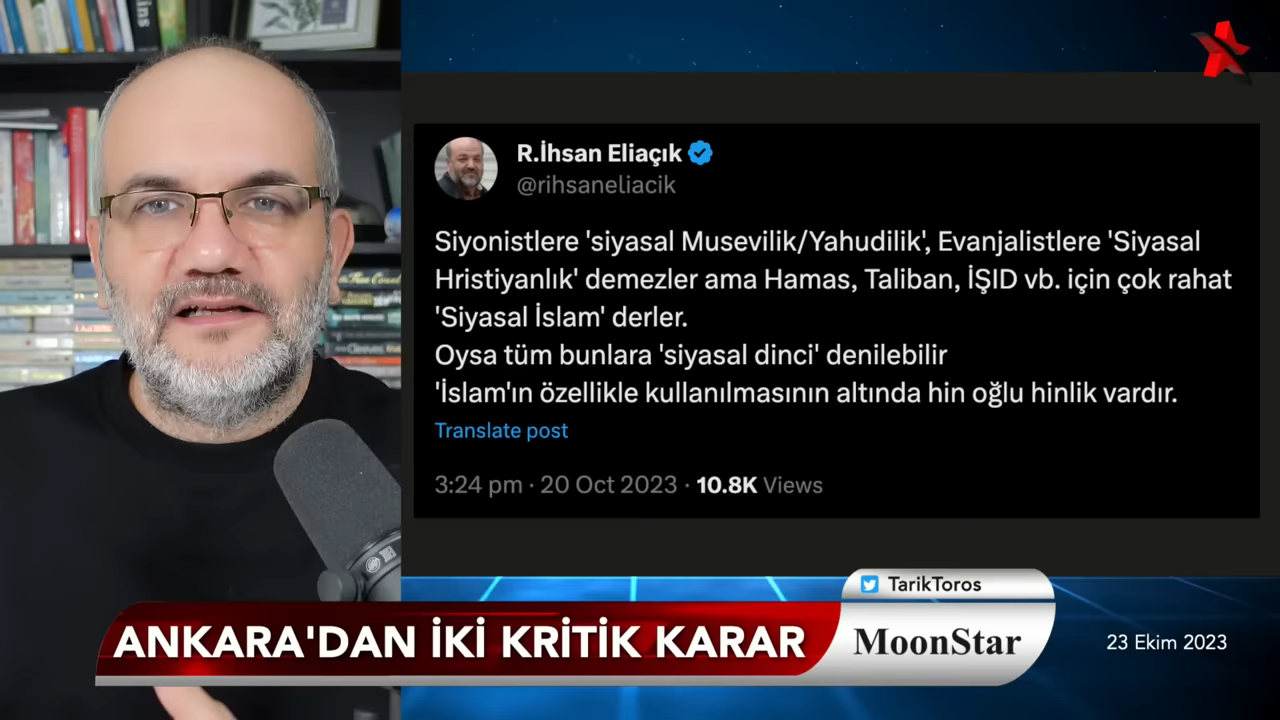 R.İhsan Eliaçık
@rihsaneliacik
Siyonistlere 'siyasal Musevilik/Yahudilik', Evanjalistlere 'Siyasal
Hristiyanlık' demezler ama Hamas, Taliban, İŞID vb. için çok rahat
'Siyasal İslam' derler.
Oysa tüm bunlara 'siyasal dinci' denilebilir
'İslam'ın özellikle kullanılmasının altında hin oğlu hinlik vardır.
Translate post
3:24 pm · 20 Oct 2023 · 10.8K Views
TarikToros
ANKARA'DAN İKİ KRİTİK KARAR
MoonStar
23 Ekim 2023